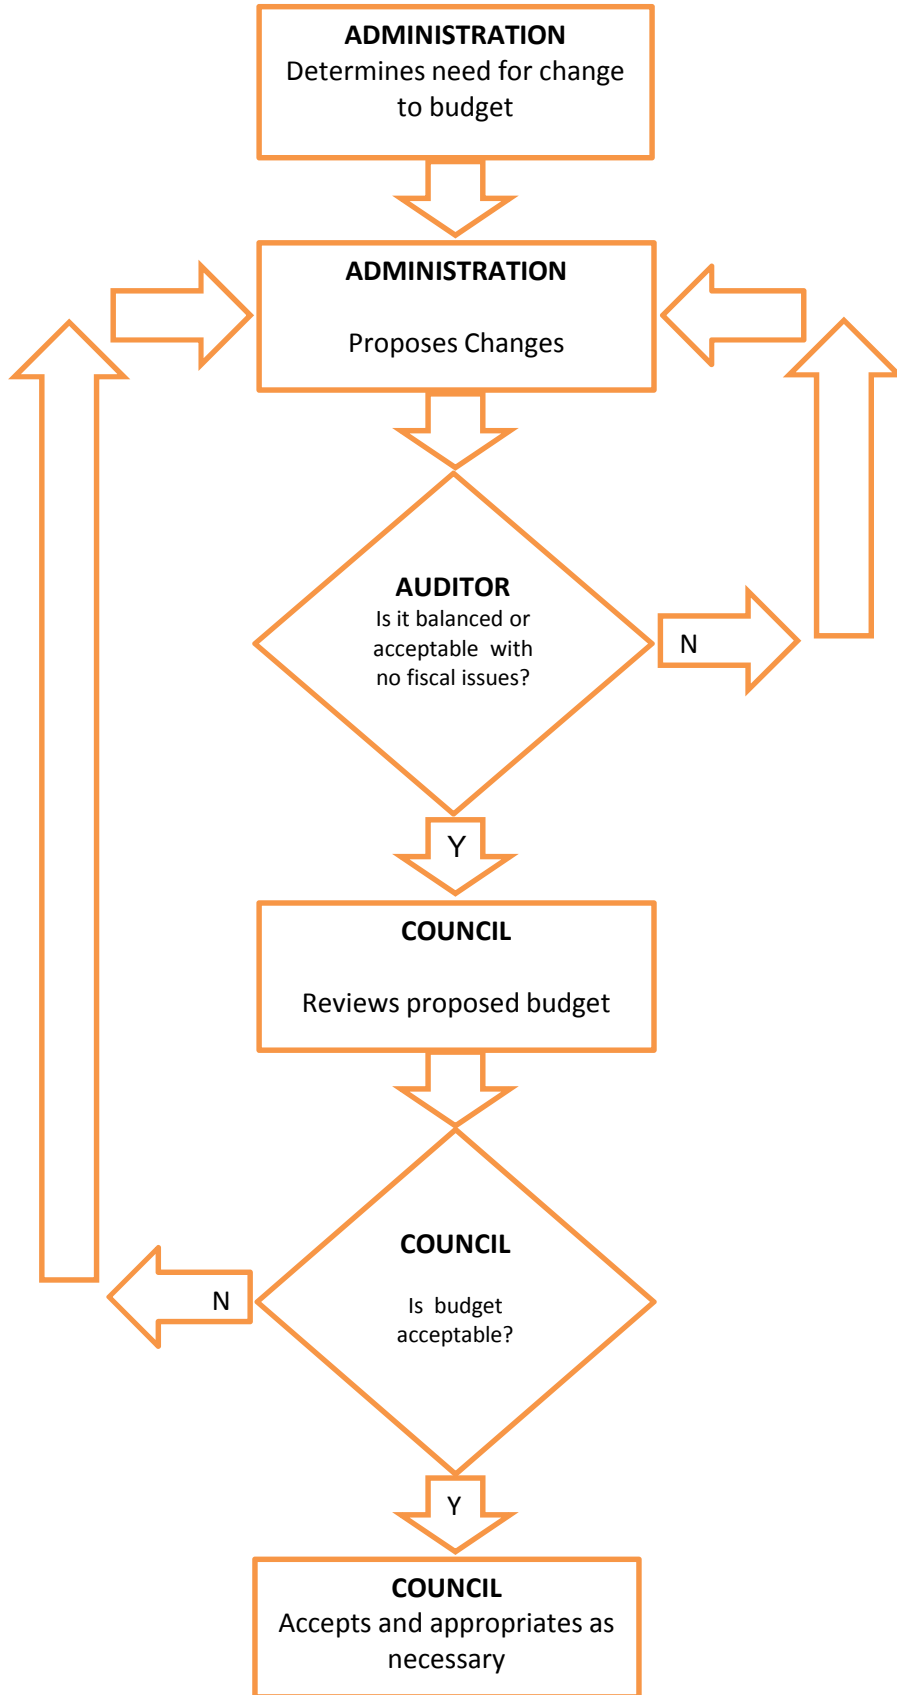 ADMINISTRATION
Determines need for change
to budget
ADMINISTRATION
Proposes Changes
AUDITOR
Is it balanced or
acceptable with
no fiscal issues?
N
Y
COUNCIL
Reviews proposed budget
COUNCIL
Is budget
acceptable?
N
Y
COUNCIL
Accepts and appropriates as
necessary